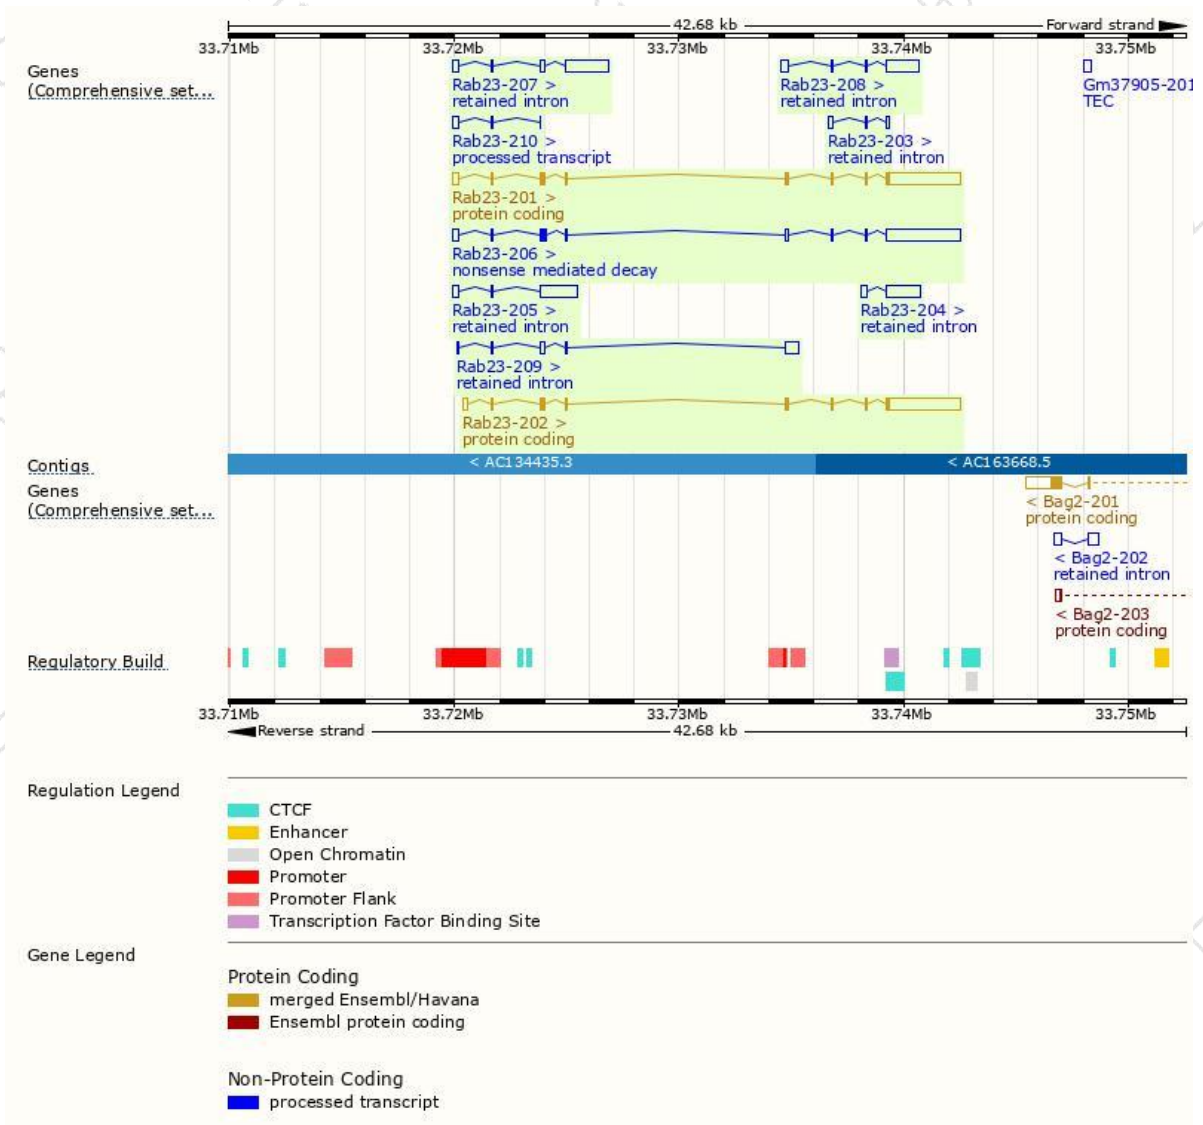 42.68 kb Forward strand
33.71Mb 33.72Mb 33.73Mb 33.74Mb 33.75Mb
Genes
(Comprehensive set...
Rab23-207 > Rab23-208 > Gm37905-201
retained intron retained intron TEC
Rab23-210 > Rab23-203 >
processed transcript retained intron
Rab23-201 >
protein coding
Rab23-206 >
nonsense mediated decay
Rab23-205 > Rab23-204 >
retained intron retained intron
Rab23-209 >
retained intron
Rab23-202 >
protein coding
Contigs < AC134435.3 < AC163668.5
Genes
(Comprehensive set...
< Bag2-201
protein coding
< Bag2-202
retained intron
< Bag2-203
protein coding
Regulatory Build
33.71Mb 33.72Mb 33.73Mb 33.74Mb 33.75Mb
Reverse strand 42.68 kb
Regulation Legend
CTCF
Enhancer
Open Chromatin
Promoter
Promoter Flank
Transcription Factor Binding Site
Gene Legend
Protein Coding
merged Ensembl/Havana
Ensembl protein coding
Non-Protein Coding
processed transcript